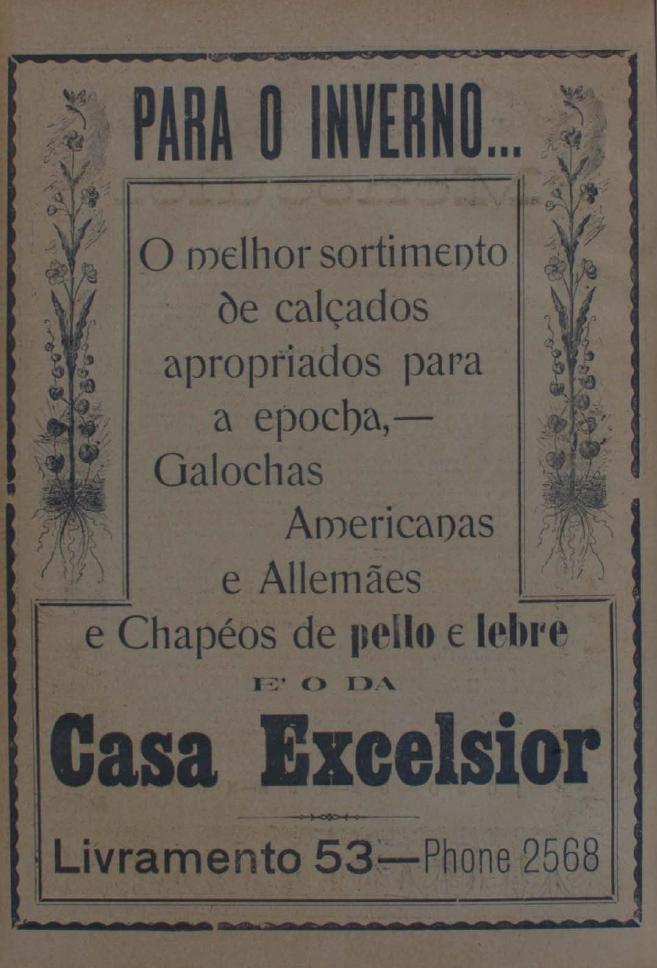 PARA O INVERNO...
O melhor sortimento
de calçados
apropriados para
a epocha,—
Galochas
Americanas
e Allemães
e Chapéos de pello e lebre
E' O DA
Casa Excelsior
Livramento 53—Phone 2568